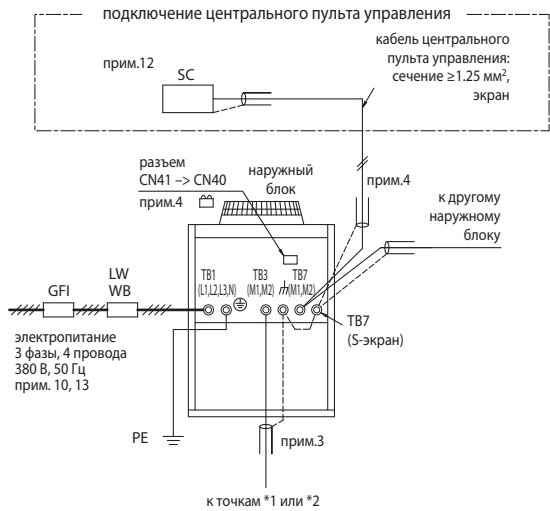 подключение центрального пульта управления
кабель центрального
пульта управления:
сечение ≥1.25 мм²,
экран
прим.12
SC
разъем
CN41 –> CN40
прим.4
наружный
блок
прим.4
к другому
наружному
блоку
GFI
LW
WB
TB1
(L1,L2,L3,N)
TB3
(M1,M2)
TB7
(M1,M2)
TB7
(S-экран)
электропитание
3 фазы, 4 провода
380 В, 50 Гц
прим. 10, 13
PE
прим.3
к точкам *1 или *2